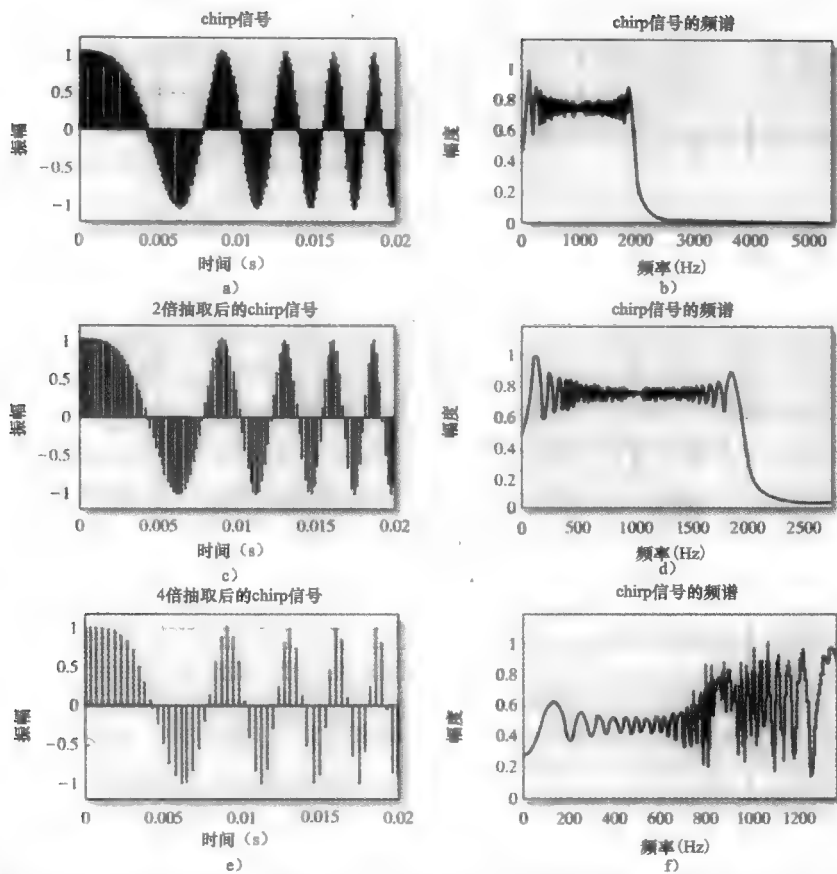 chirp信号
振幅
1
0.5
0
−0.5
−1
0 0.005 0.01 0.015 0.02
时间（s）
a）
chirp信号的频谱
幅度
1
0.8
0.6
0.4
0.2
0
0 1000 2000 3000 4000 5000
频率(Hz)
b）
2倍抽取后的chirp信号
振幅
1
0.5
0
−0.5
−1
0 0.005 0.01 0.015 0.02
时间（s）
c）
chirp信号的频谱
幅度
1
0.8
0.6
0.4
0.2
0
0 500 1000 1500 2000 2500
频率(Hz)
d）
4倍抽取后的chirp信号
振幅
1
0.5
0
−0.5
−1
0 0.005 0.01 0.015 0.02
时间（s）
e）
chirp信号的频谱
幅度
1
0.8
0.6
0.4
0.2
0
0 200 400 600 800 1000 1200
频率(Hz)
f）